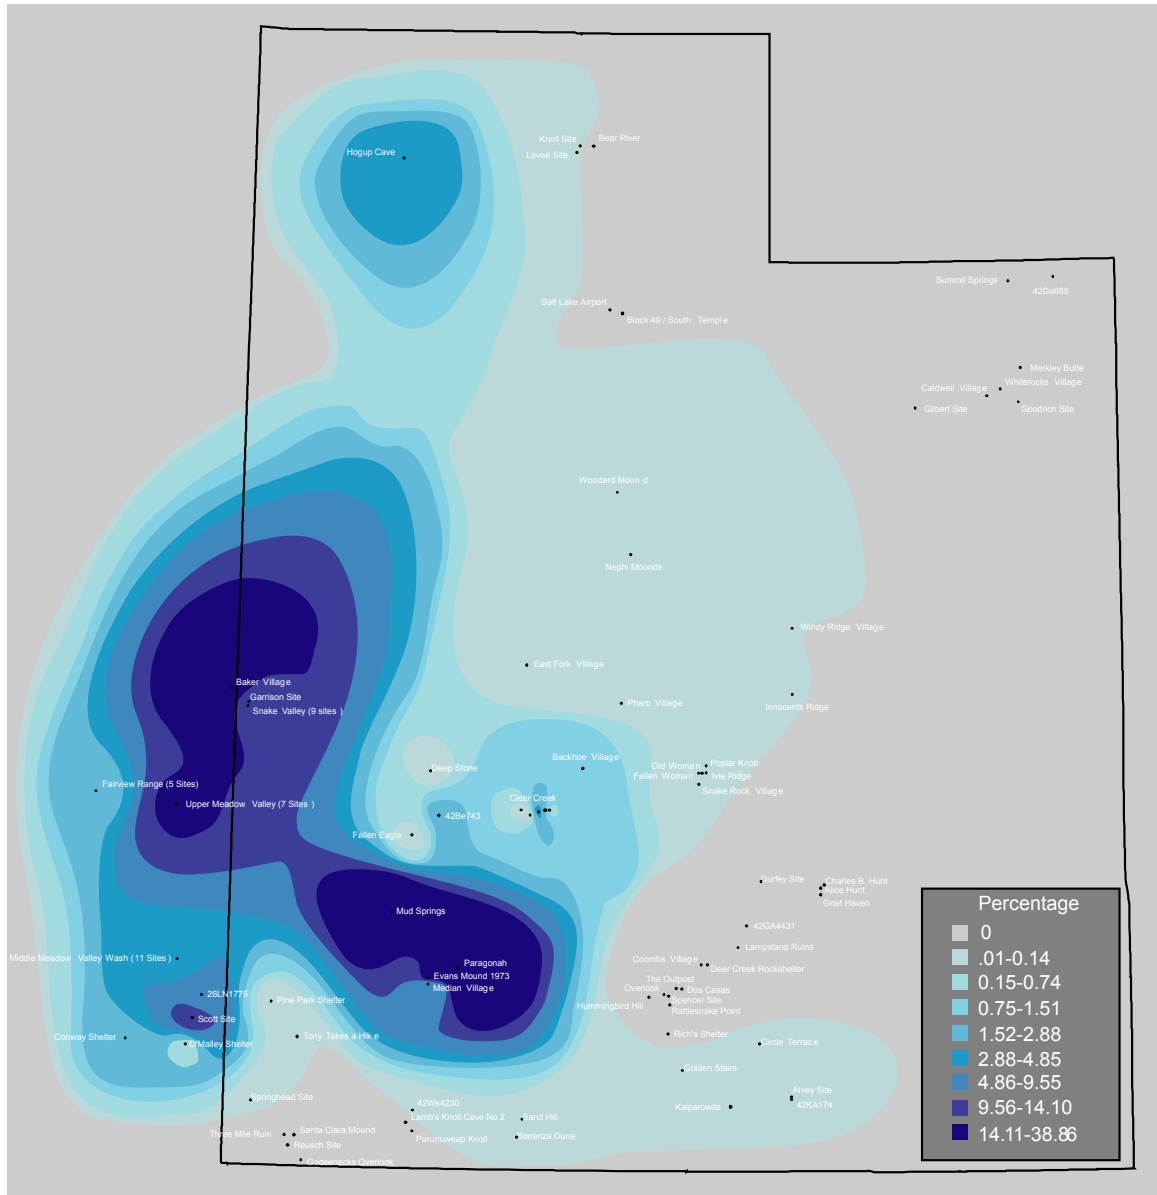 Knoll Site
Bear River
Levee Site
Hogup Cave
Summit Springs
42Da685
Salt Lake Airport
Block 49 / South Temple
Merkley Butte
Caldwell Village
Whiterocks Village
Gilbert Site
Goodrich Site
Woodard Mound
Nephi Mounds
Windy Ridge Village
East Fork Village
Baker Village
Garrison Site
Snake Valley (9 sites)
Pharo Village
Innocents Ridge
Backhoe Village
Deep Stone
Old Woman
Poplar Knob
Fallen Woman
Ivie Ridge
Snake Rock Village
Fairview Range (5 Sites)
Upper Meadow Valley (7 Sites)
Clear Creek
42Be743
Fallen Eagle
Durfey Site
Charles B. Hunt
Alice Hunt
Gnat Haven
Mud Springs
42GA4431
Lampstand Ruins
Middle Meadow Valley Wash (11 Sites)
Paragonah
Coombs Village
Deer Creek Rockshelter
Evans Mound 1973
Median Village
The Outpost
Overlook
Dos Casas
26LN1775
Pine Park Shelter
Hummingbird Hill
Spencer Site
Rattlesnake Point
Scott Site
Conway Shelter
O'Malley Shelter
Tony Takes a Hike
Rich's Shelter
Circle Terrace
Golden Stairs
Springhead Site
42Ws4230
Alvey Site
Kaiparowits
42KA174
Lamb's Knoll Cave No 2
Sand Hill
Three Mile Ruin
Santa Clara Mound
Parunuweap Knoll
Bonanza Dune
Reusch Site
Goosenecks Overlook
Percentage
0
.01-0.14
0.15-0.74
0.75-1.51
1.52-2.88
2.88-4.85
4.86-9.55
9.56-14.10
14.11-38.86